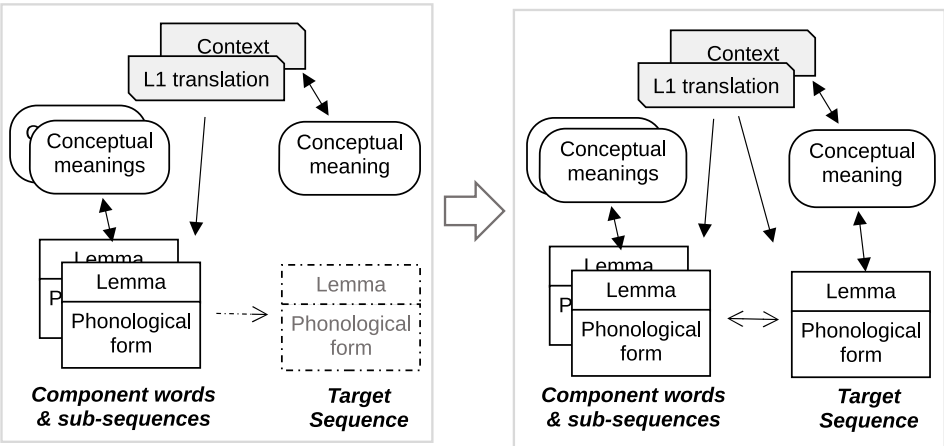 Context
L1 translation
Conceptual
meanings
Conceptual
meaning
Lemma
Lemma
Phonological
form
Lemma
Phonological
form
Component words
& sub-sequences
Target
Sequence
Context
L1 translation
Conceptual
meanings
Conceptual
meaning
Lemma
Lemma
Phonological
form
Lemma
Phonological
form
Component words
& sub-sequences
Target
Sequence